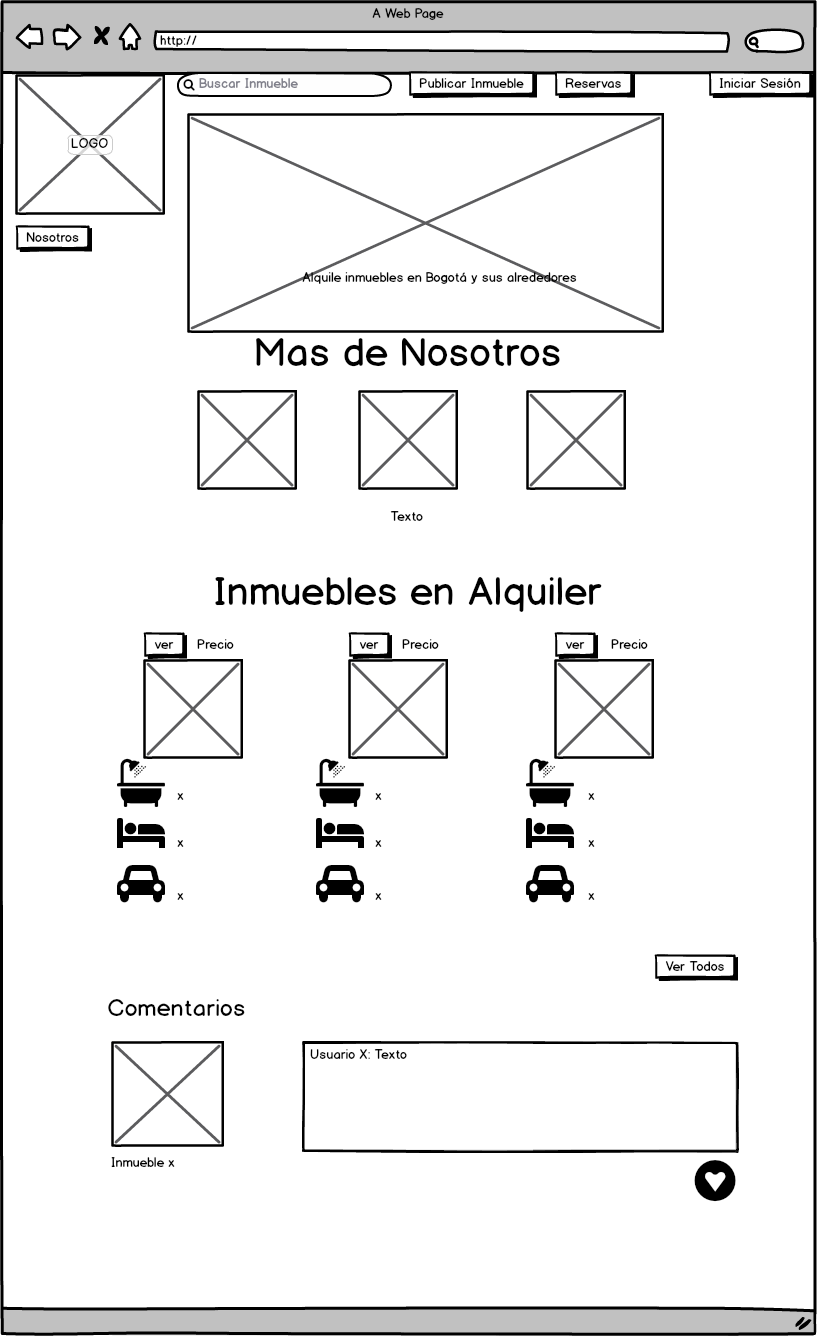 A Web Page
http://
Buscar Inmueble
Publicar Inmueble
Reservas
Iniciar Sesión
LOGO
Nosotros
Alquile inmuebles en Bogotá y sus alrededores
Mas de Nosotros
Texto
Inmuebles en Alquiler
ver Precio
ver Precio
ver Precio
x
x
x
x
x
x
x
x
x
Ver Todos
Comentarios
Usuario X: Texto
Inmueble x